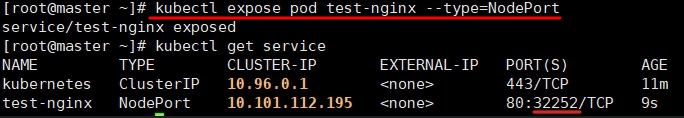 [root@master ~]# kubectl expose pod test-nginx --type=NodePort
service/test-nginx exposed
[root@master ~]# kubectl get service
NAME TYPE CLUSTER-IP EXTERNAL-IP PORT(S) AGE
kubernetes ClusterIP 10.96.0.1 <none> 443/TCP 11m
test-nginx NodePort 10.101.112.195 <none> 80:32252/TCP 9s